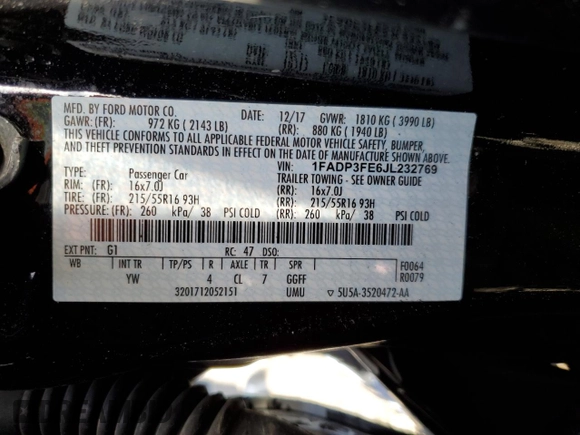 MFD. BY FORD MOTOR CO. DATE: 12/17 GVWR: 1810 KG ( 3990 LB)
GAWR: (FR): 972 KG ( 2143 LB) (RR): 880 KG ( 1940 LB)
THIS VEHICLE CONFORMS TO ALL APPLICABLE FEDERAL MOTOR VEHICLE SAFETY, BUMPER,
AND THEFT PREVENTION STANDARDS IN EFFECT ON THE DATE OF MANUFACTURE SHOWN ABOVE.
VIN: 1FADP3FE6JL232769
TYPE: Passenger Car TRAILER TOWING - SEE OWNER GUIDE
RIM: (FR): 16x7.0J (RR): 16x7.0J
TIRE: (FR): 215/55R16 93H (RR): 215/55R16 93H
PRESSURE: (FR): 260 kPa/ 38 PSI COLD (RR): 260 kPa/ 38 PSI COLD
EXT PNT: G1 RC: 47 DSO:
WB INT TR TP/PS R AXLE TR SPR F0064
YW 4 CL 7 GGFF R0079
3201712052151 UMU ▽ 5U5A-3520472-AA